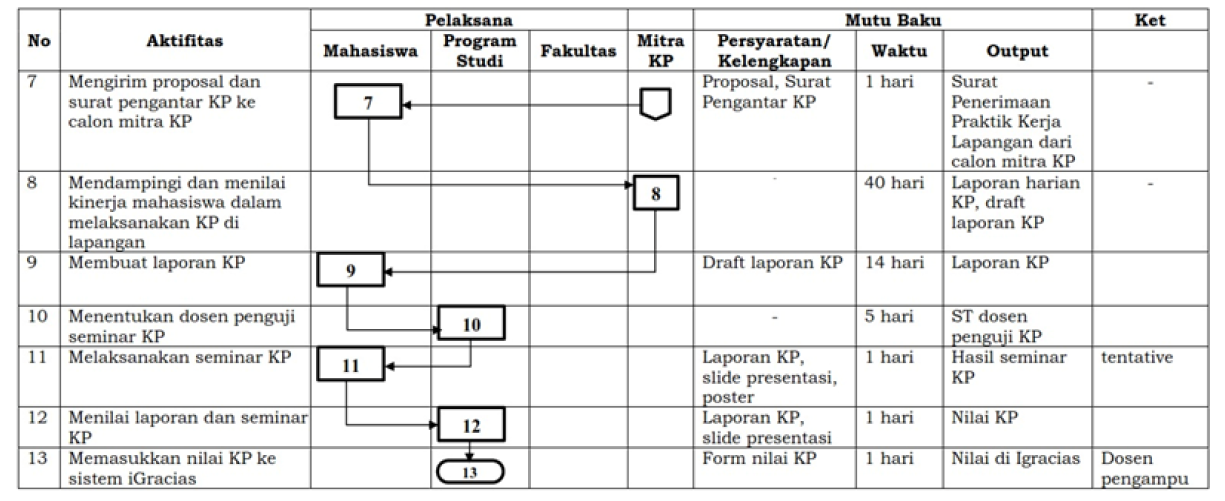 No Aktifitas Pelaksana Mutu Baku Ket
Mahasiswa Program Studi Fakultas Mitra KP Persyaratan/ Kelengkapan Waktu Output
7 Mengirim proposal dan Proposal, Surat 1 hari Surat -
surat pengantar KP ke 7 Pengantar KP Penerimaan
calon mitra KP Praktik Kerja
Lapangan dari
calon mitra KP
8 Mendampingi dan menilai - 40 hari Laporan harian -
kinerja mahasiswa dalam 8 KP, draft
melaksanakan KP di laporan KP
lapangan
9 Membuat laporan KP 9 Draft laporan KP 14 hari Laporan KP
10 Menentukan dosen penguji 10 - 5 hari ST dosen
seminar KP penguji KP
11 Melaksanakan seminar KP 11 Laporan KP, 1 hari Hasil seminar tentative
slide presentasi, KP
poster
12 Menilai laporan dan seminar 12 Laporan KP, 1 hari Nilai KP
KP slide presentasi
13 Memasukkan nilai KP ke 13 Form nilai KP 1 hari Nilai di Igracias Dosen
sistem iGracias pengampu